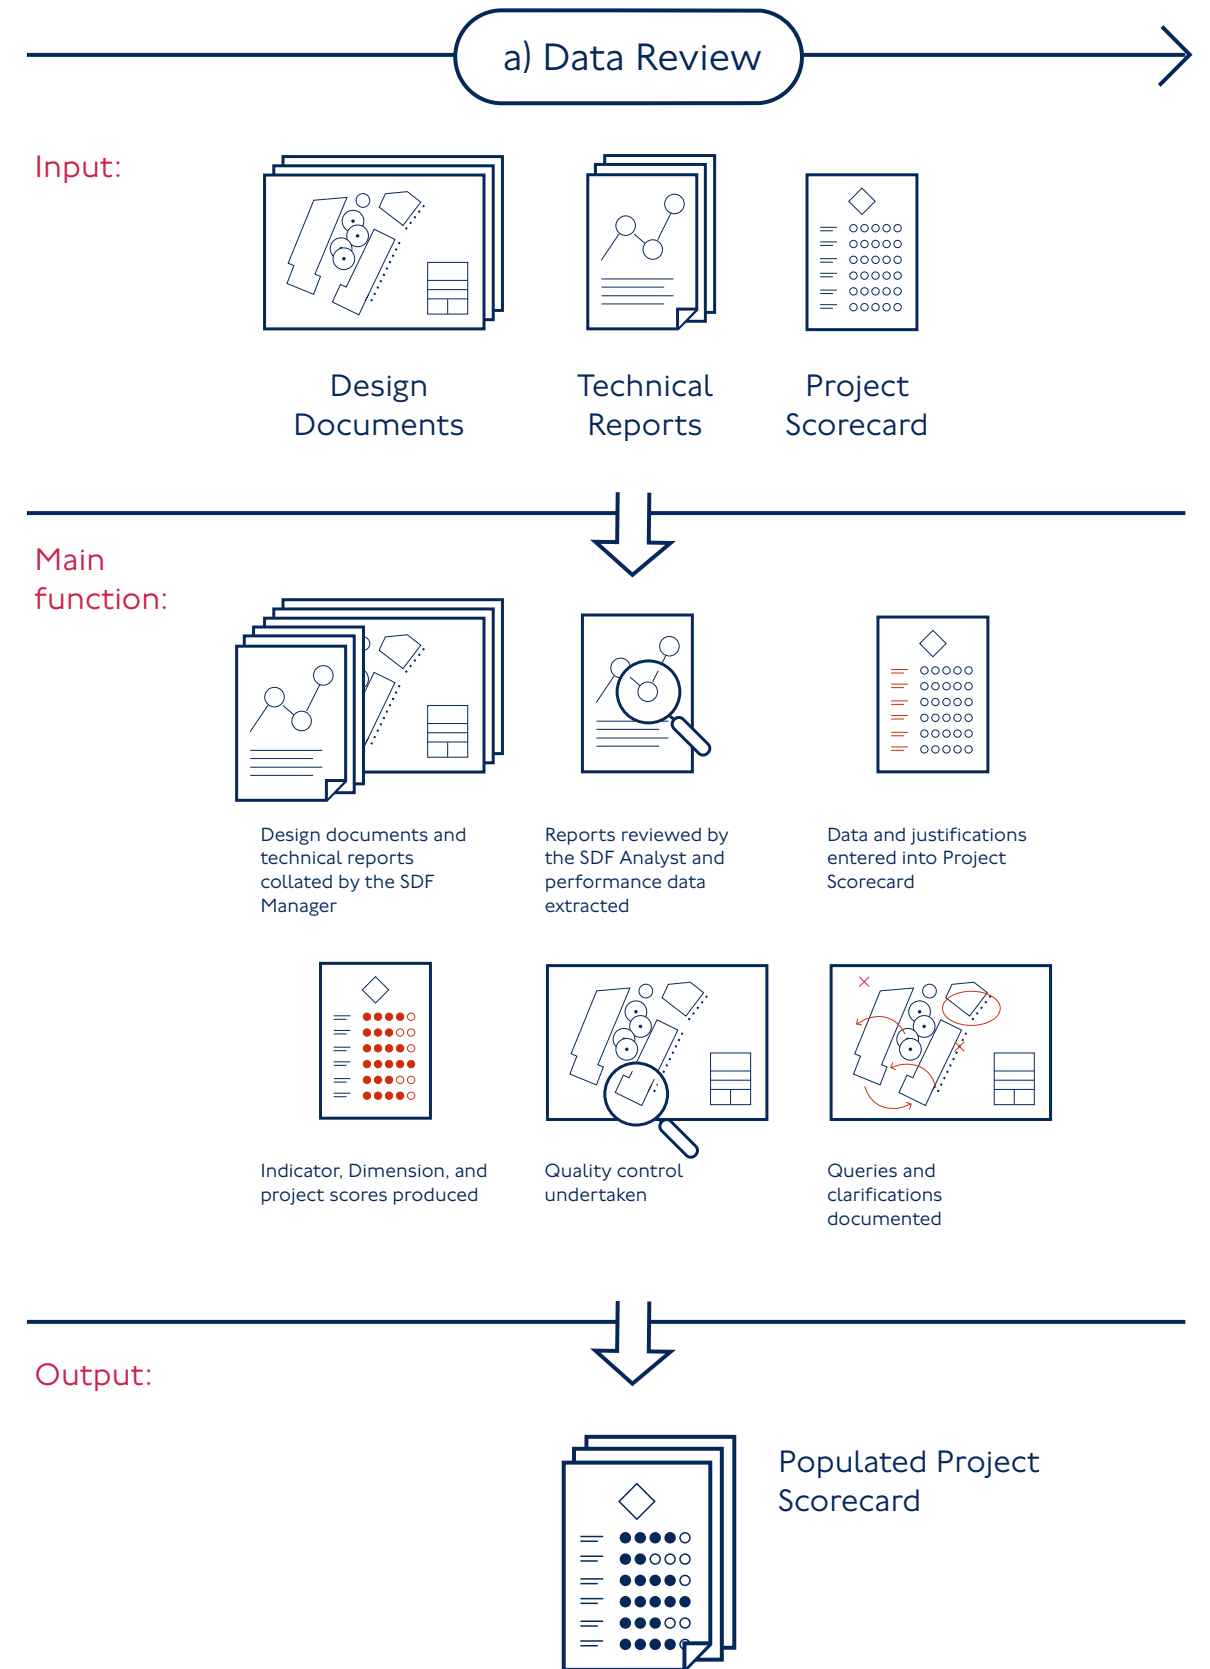 a) Data Review
Input:
Design
Documents
Technical
Reports
Project
Scorecard
Main
function:
Design documents and
technical reports
collated by the SDF
Manager
Reports reviewed by
the SDF Analyst and
performance data
extracted
Data and justifications
entered into Project
Scorecard
Indicator, Dimension, and
project scores produced
Quality control
undertaken
Queries and
clarifications
documented
Output:
Populated Project
Scorecard